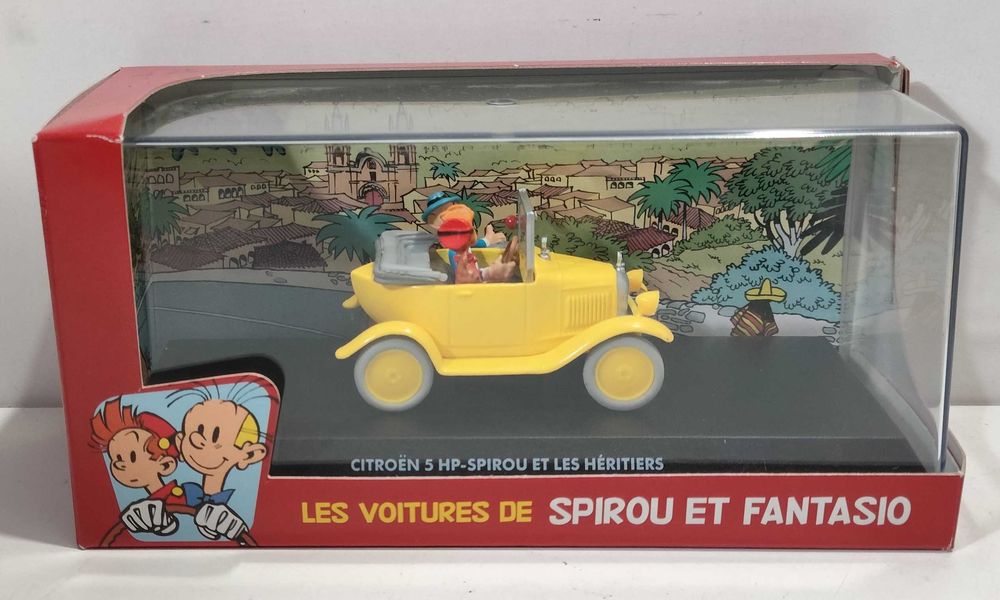 CITROËN 5 HP-SPIROU ET LES HÉRITIERS
LES VOITURES DE SPIROU ET FANTASIO